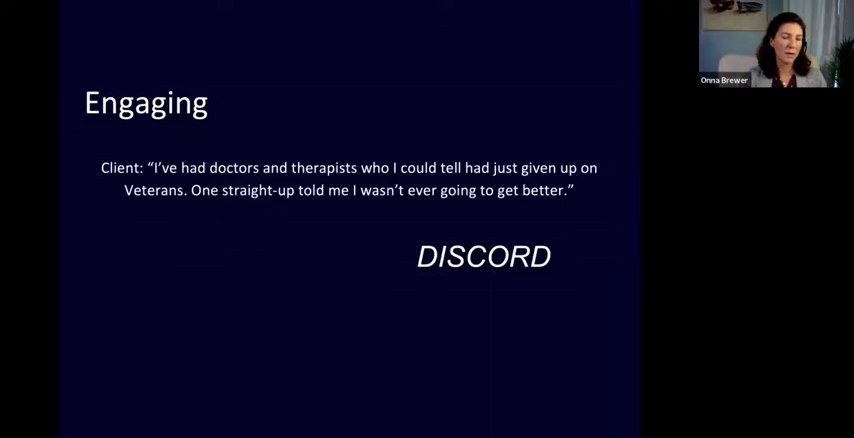 Engaging
Client: “I’ve had doctors and therapists who I could tell had just given up on
Veterans. One straight-up told me I wasn’t ever going to get better.”
DISCORD
Onna Brewer